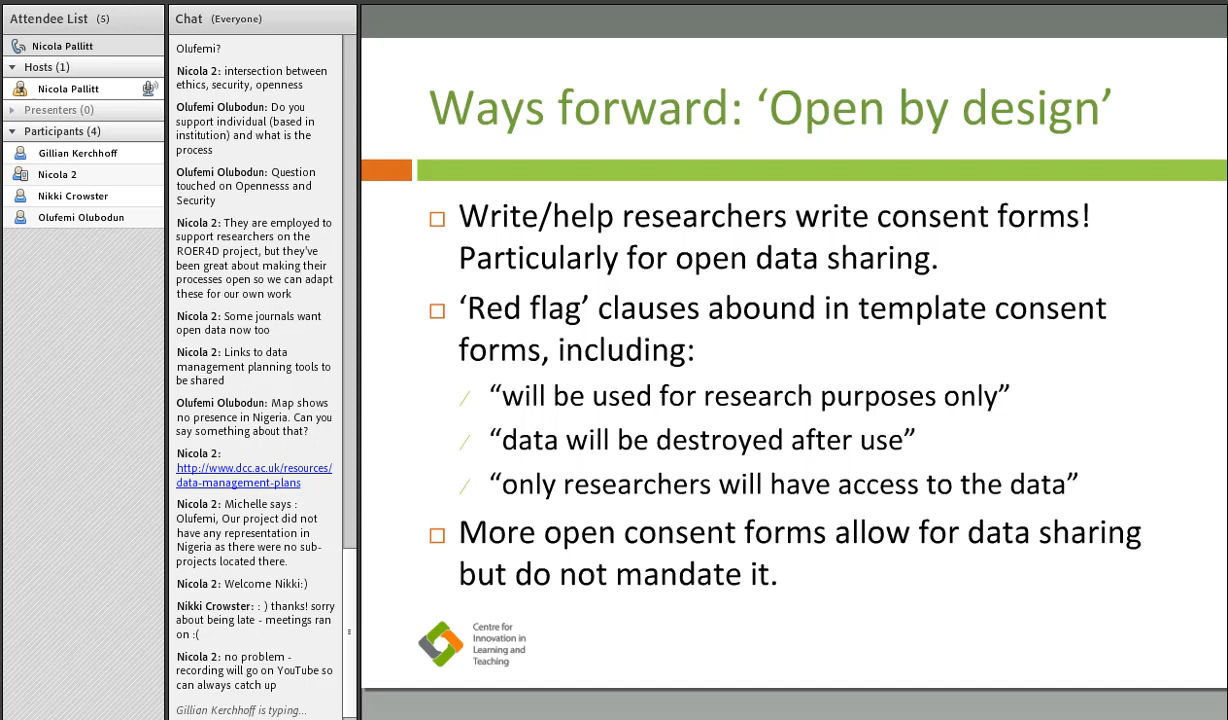 Attendee List (5)
Nicola Pallitt
Hosts (1)
Nicola Pallitt
Presenters (0)
Participants (4)
Gillian Kerchhoff
Nicola 2
Nikki Crowster
Olufemi Olubodun
Chat (Everyone)
Olufemi?
Nicola 2: intersection between
ethics, security, openness
Olufemi Olubodun: Do you
support individual (based in
institution) and what is the
process
Olufemi Olubodun: Question
touched on Opennesss and
Security
Nicola 2: They are employed to
support researchers on the
ROER4D project, but they've
been great about making their
processes open so we can adapt
these for our own work
Nicola 2: Some journals want
open data now too
Nicola 2: Links to data
management planning tools to
be shared
Olufemi Olubodun: Map shows
no presence in Nigeria. Can you
say something about that?
Nicola 2:
http://www.dcc.ac.uk/resources/
data-management-plans
Nicola 2: Michelle says :
Olufemi, Our project did not
have any representation in
Nigeria as there were no sub-
projects located there.
Nicola 2: Welcome Nikki:)
Nikki Crowster: : ) thanks! sorry
about being late - meetings ran
on :(
Nicola 2: no problem -
recording will go on YouTube so
can always catch up
Gillian Kerchhoff is typing...
Ways forward: ‘Open by design’
Write/help researchers write consent forms!
Particularly for open data sharing.
‘Red flag’ clauses abound in template consent
forms, including:
“will be used for research purposes only”
“data will be destroyed after use”
“only researchers will have access to the data”
More open consent forms allow for data sharing
but do not mandate it.
Centre for
Innovation in
Learning and
Teaching